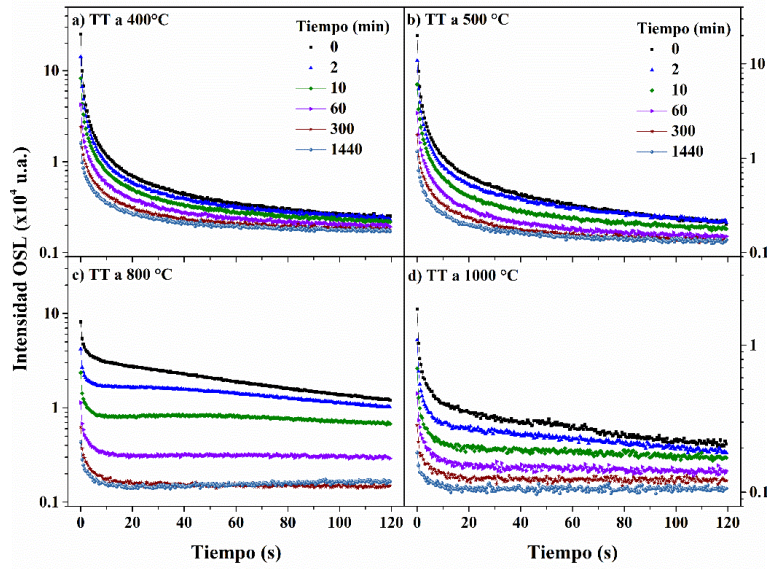 a) TT a 400°C
Tiempo (min)
0
2
10
60
300
1440
b) TT a 500 °C
Tiempo (min)
0
2
10
60
300
1440
10
1
0.1
10
1
0.1
c) TT a 800 °C
d) TT a 1000 °C
10
1
0.1
1
0.1
0 20 40 60 80 100 120
0 20 40 60 80 100 120
Tiempo (s)
Tiempo (s)
Intensidad OSL (x10⁴ u.a.)